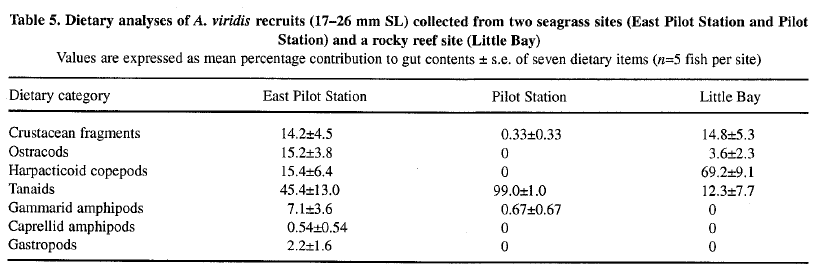 Table 5. Dietary analyses of A. viridis recruits (17–26 mm SL) collected from two seagrass sites (East Pilot Station and Pilot
Station) and a rocky reef site (Little Bay)
Values are expressed as mean percentage contribution to gut contents ± s.e. of seven dietary items (n=5 fish per site)
Dietary category East Pilot Station Pilot Station Little Bay
Crustacean fragments 14.2±4.5 0.33±0.33 14.8±5.3
Ostracods 15.2±3.8 0 3.6±2.3
Harpacticoid copepods 15.4±6.4 0 69.2±9.1
Tanaids 45.4±13.0 99.0±1.0 12.3±7.7
Gammarid amphipods 7.1±3.6 0.67±0.67 0
Caprellid amphipods 0.54±0.54 0 0
Gastropods 2.2±1.6 0 0